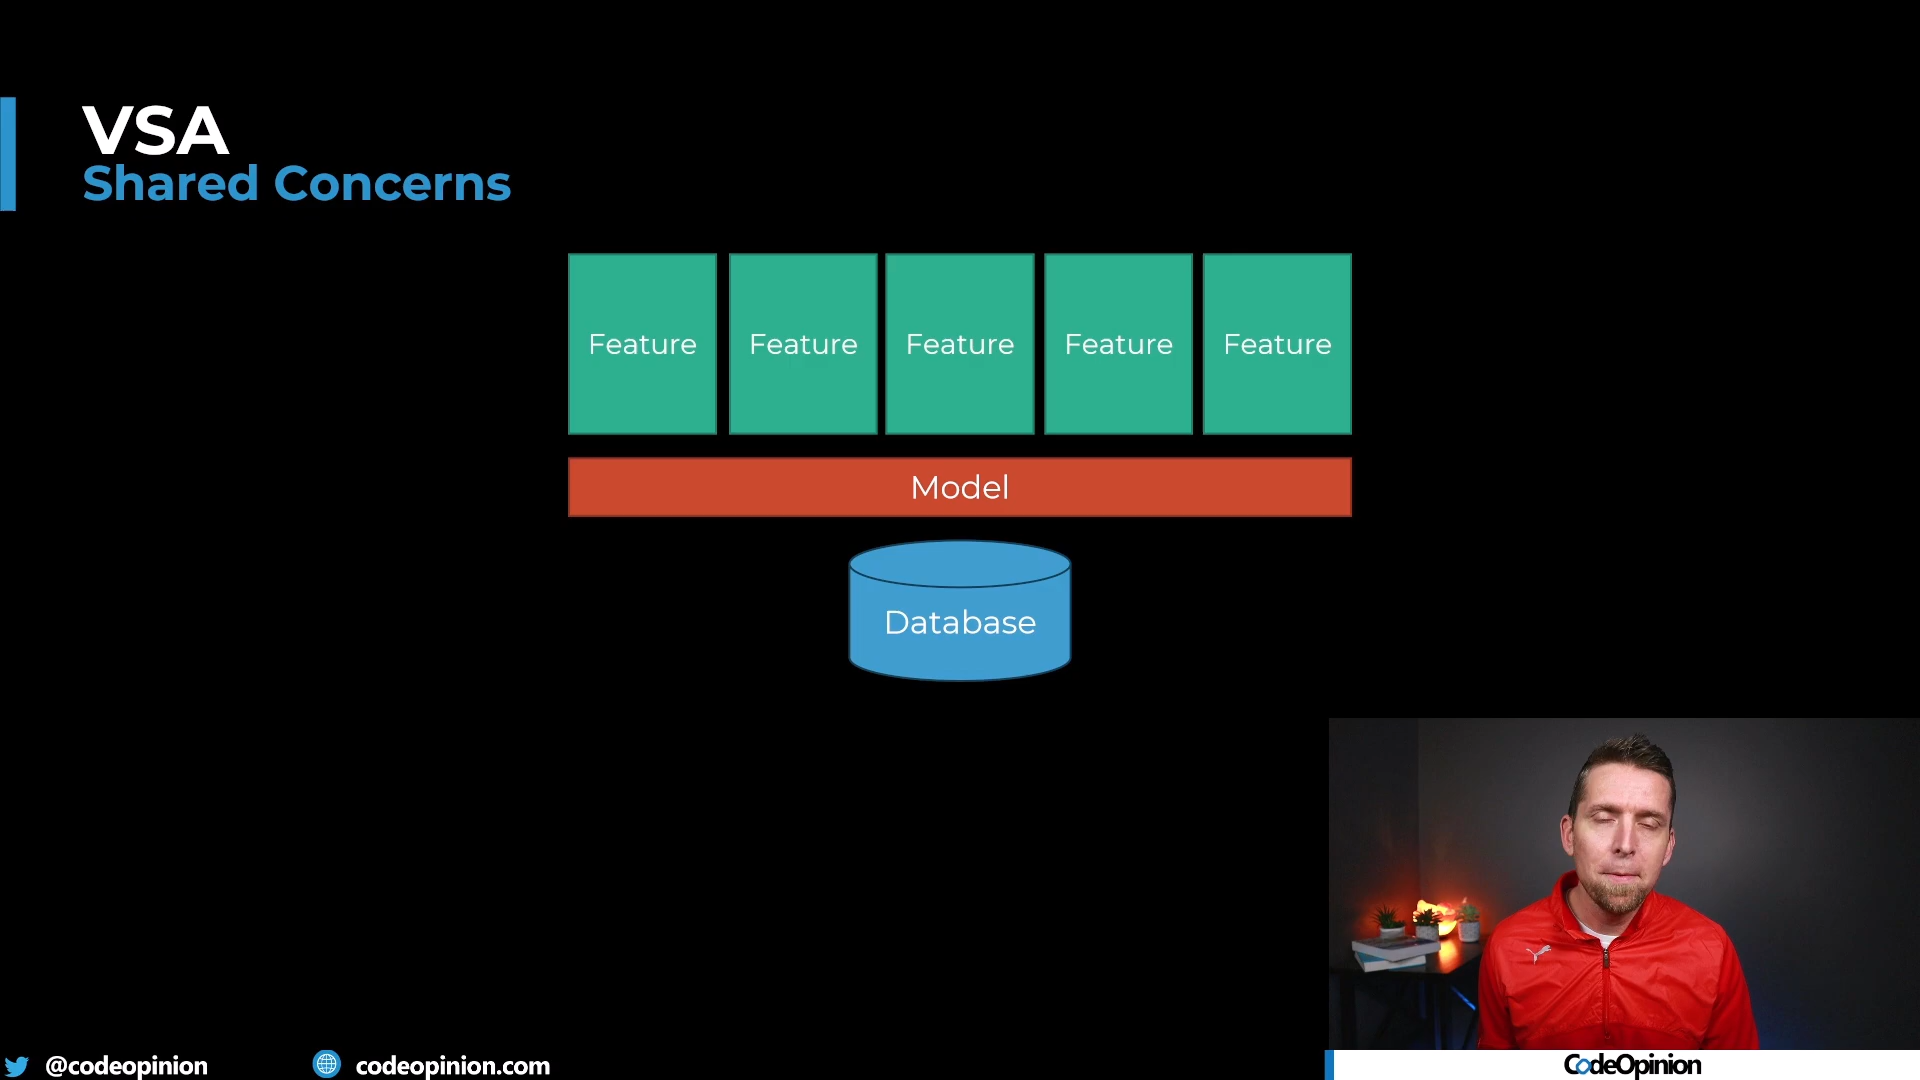 VSA
Shared Concerns
Feature Feature Feature Feature Feature
Model
Database
@codeopinion codeopinion.com CodeOpinion